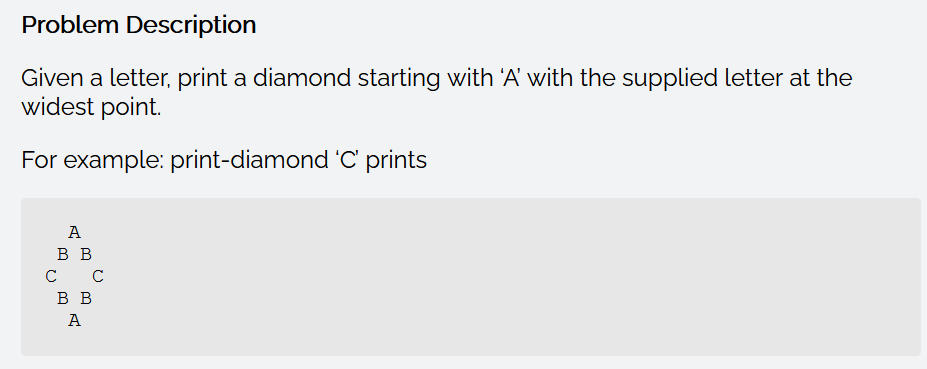 Problem Description
Given a letter, print a diamond starting with ‘A’ with the supplied letter at the
widest point.
For example: print-diamond ‘C’ prints
  A
 B B
C   C
 B B
  A